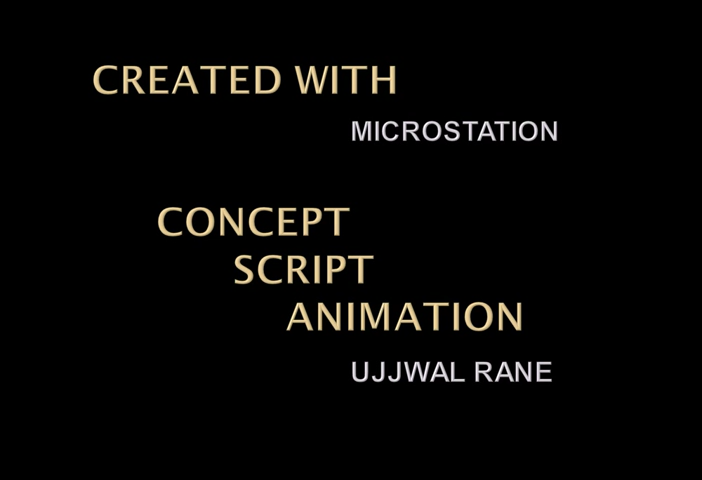 CREATED WITH
MICROSTATION
CONCEPT
SCRIPT
ANIMATION
UJJWAL RANE